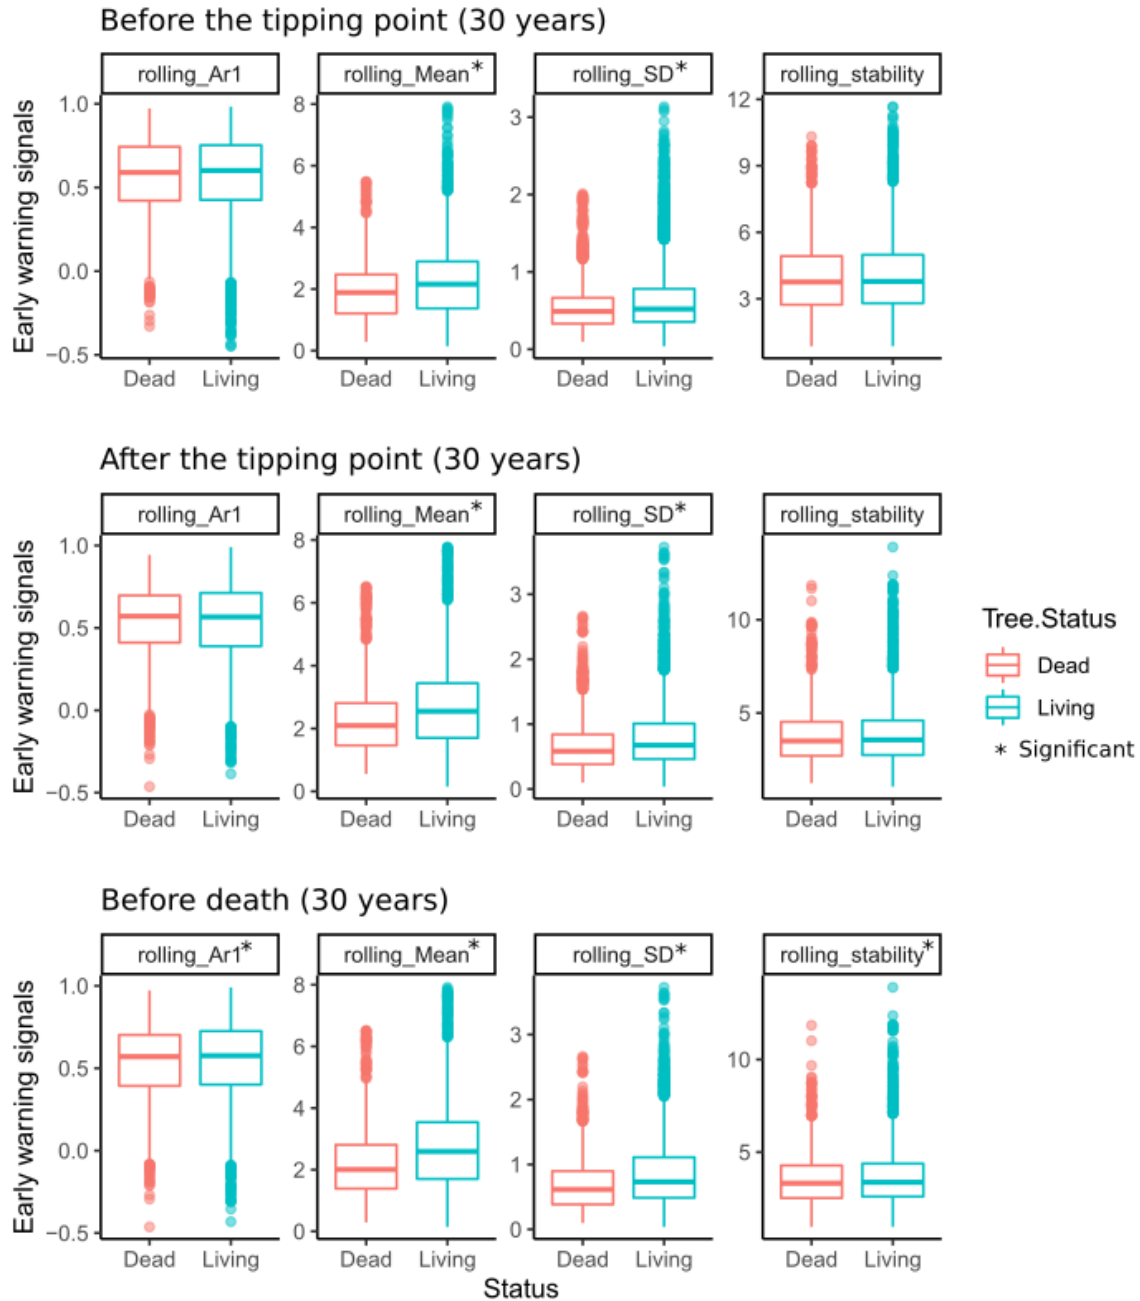 Before the tipping point (30 years)
rolling_Ar1 rolling_Mean* rolling_SD* rolling_stability
Early warning signals
1.0
0.5
0.0
−0.5
8
6
4
2
0
3
2
1
0
12
9
6
3
Dead Living Dead Living Dead Living Dead Living
After the tipping point (30 years)
rolling_Ar1 rolling_Mean* rolling_SD* rolling_stability
Early warning signals
1.0
0.5
0.0
−0.5
8
6
4
2
0
3
2
1
0
10
5
Dead Living Dead Living Dead Living Dead Living
Tree.Status
Dead
Living
* Significant
Before death (30 years)
rolling_Ar1* rolling_Mean* rolling_SD* rolling_stability*
Early warning signals
1.0
0.5
0.0
−0.5
8
6
4
2
0
3
2
1
0
10
5
Dead Living Dead Living Dead Living Dead Living
Status